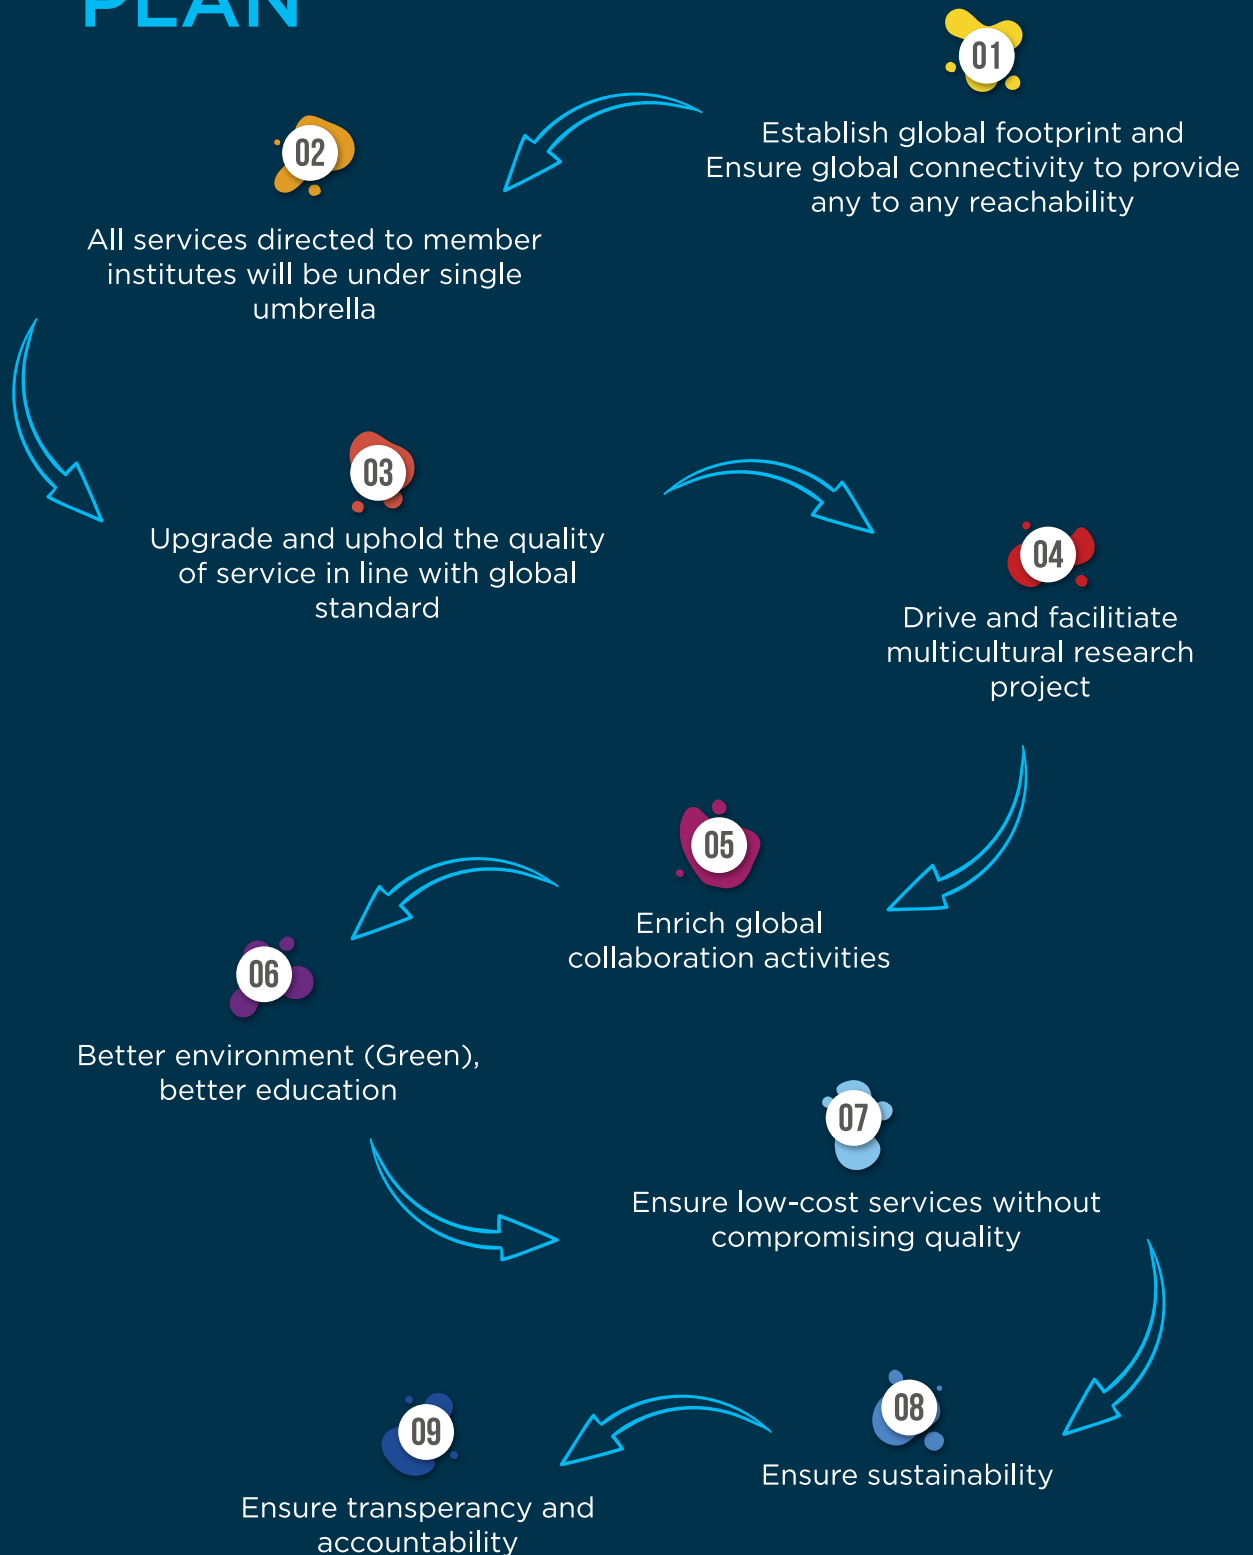 PLAN
01
Establish global footprint and
Ensure global connectivity to provide
any to any reachability
02
All services directed to member
institutes will be under single
umbrella
03
Upgrade and uphold the quality
of service in line with global
standard
04
Drive and facilitiate
multicultural research
project
05
Enrich global
collaboration activities
06
Better environment (Green),
better education
07
Ensure low-cost services without
compromising quality
08
Ensure sustainability
09
Ensure transperancy and
accountability